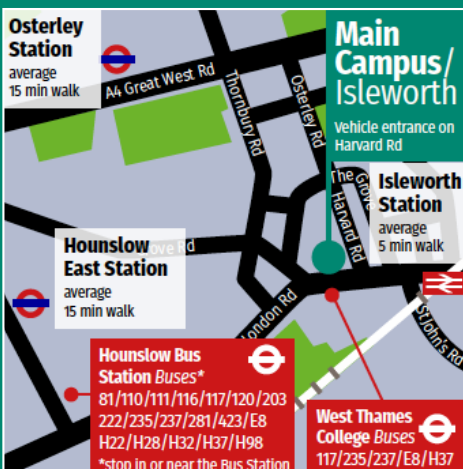 Osterley
Station
average
15 min walk
A4 Great West Rd
Thornbury Rd
Osterley Rd
Main
Campus/
Isleworth
Vehicle entrance on
Harvard Rd
The Grove
Harvard Rd
Isleworth
Station
average
5 min walk
Hounslow
East Station
average
15 min walk
ove Rd
London Rd
St John's Rd
Hounslow Bus
Station Buses*
81/110/111/116/117/120/203
222/235/237/281/423/E8
H22/H28/H32/H37/H98
*stop in or near the Bus Station
West Thames
College Buses
117/235/237/E8/H37